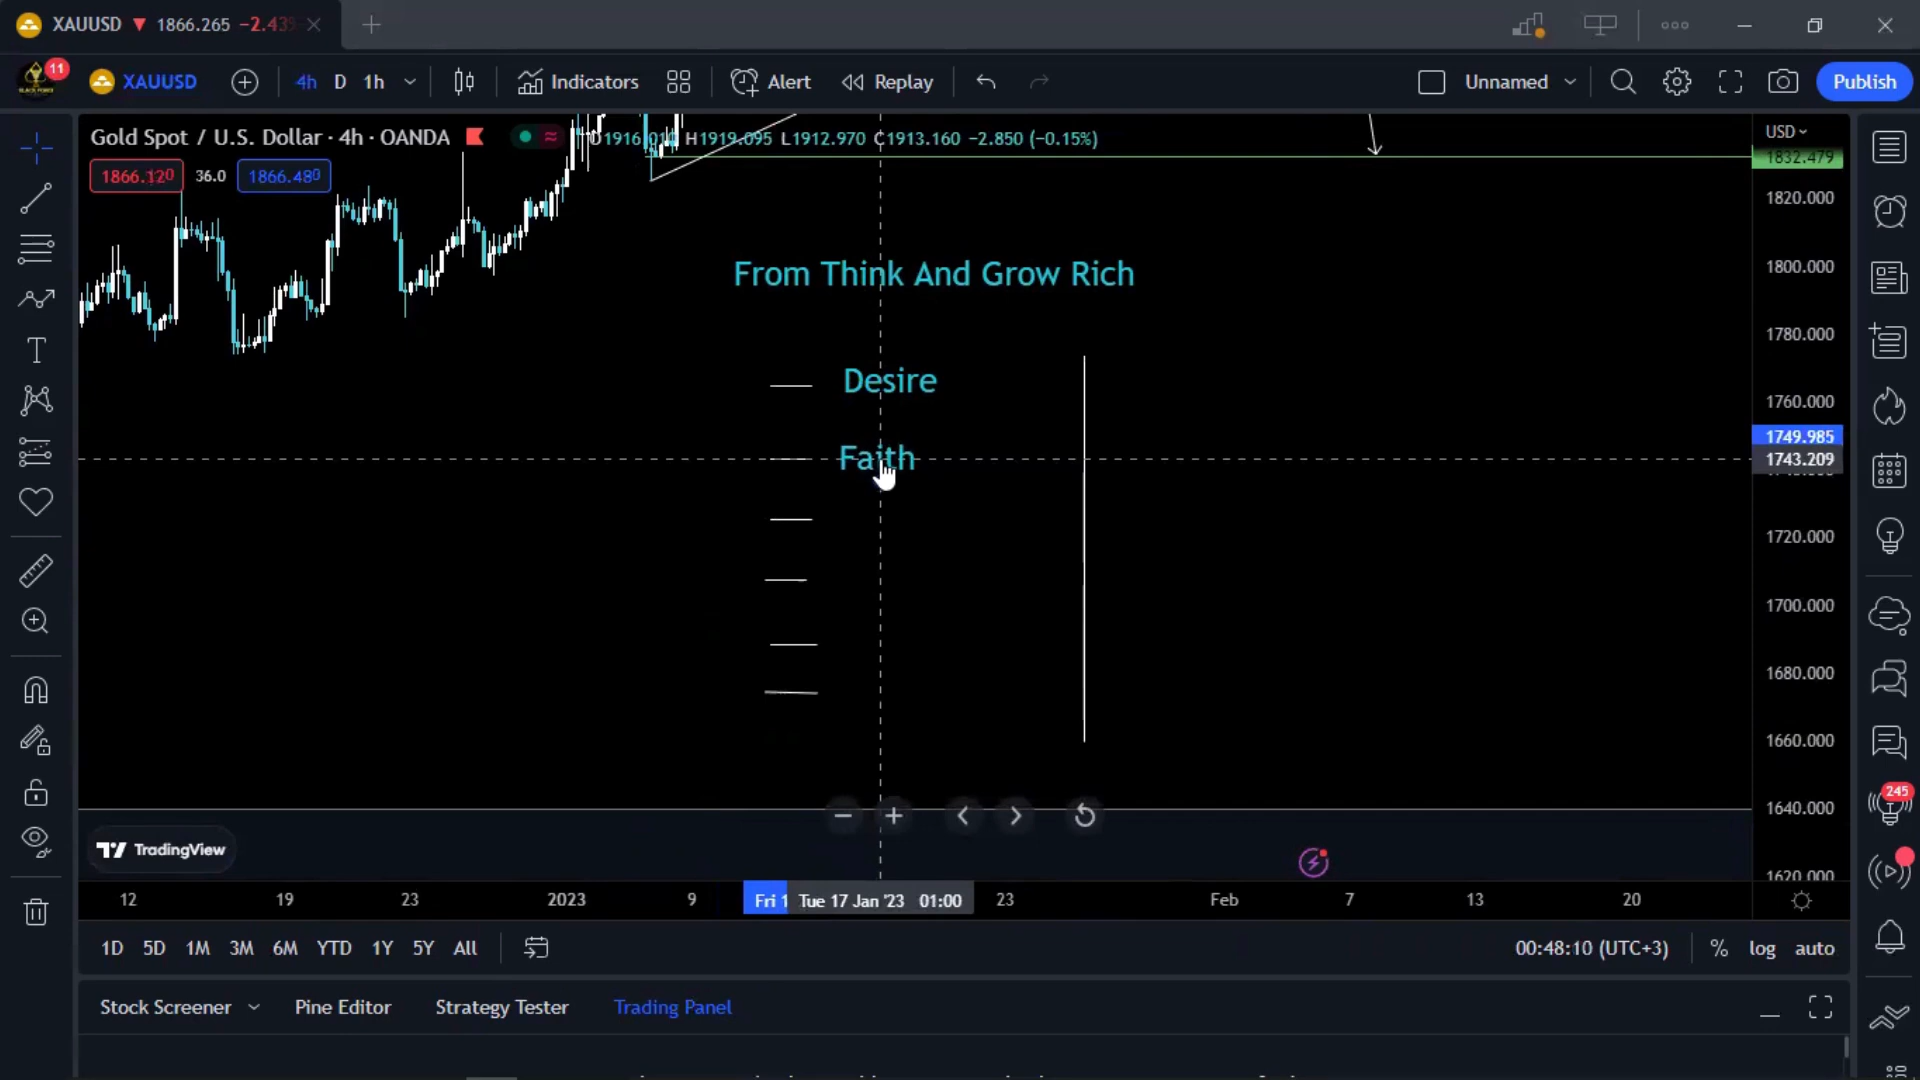 XAUUSD ▼ 1866.265 −2.43
11 XAUUSD 4h D 1h Indicators Alert Replay Unnamed Publish
Gold Spot / U.S. Dollar · 4h · OANDA H1919.095 L1912.970 C1913.160 −2.850 (−0.15%)
USD
1832.479
1866.120 36.0 1866.480
1820.000
From Think And Grow Rich
1800.000
1780.000
Desire
1760.000
1749.985
Faith
1743.209
1720.000
1700.000
1680.000
1660.000
245
1640.000
TradingView
1620.000
12 19 23 2023 9 Fri Tue 17 Jan '23 01:00 23 Feb 7 13 20
1D 5D 1M 3M 6M YTD 1Y 5Y All 00:48:10 (UTC+3) % log auto
Stock Screener Pine Editor Strategy Tester Trading Panel